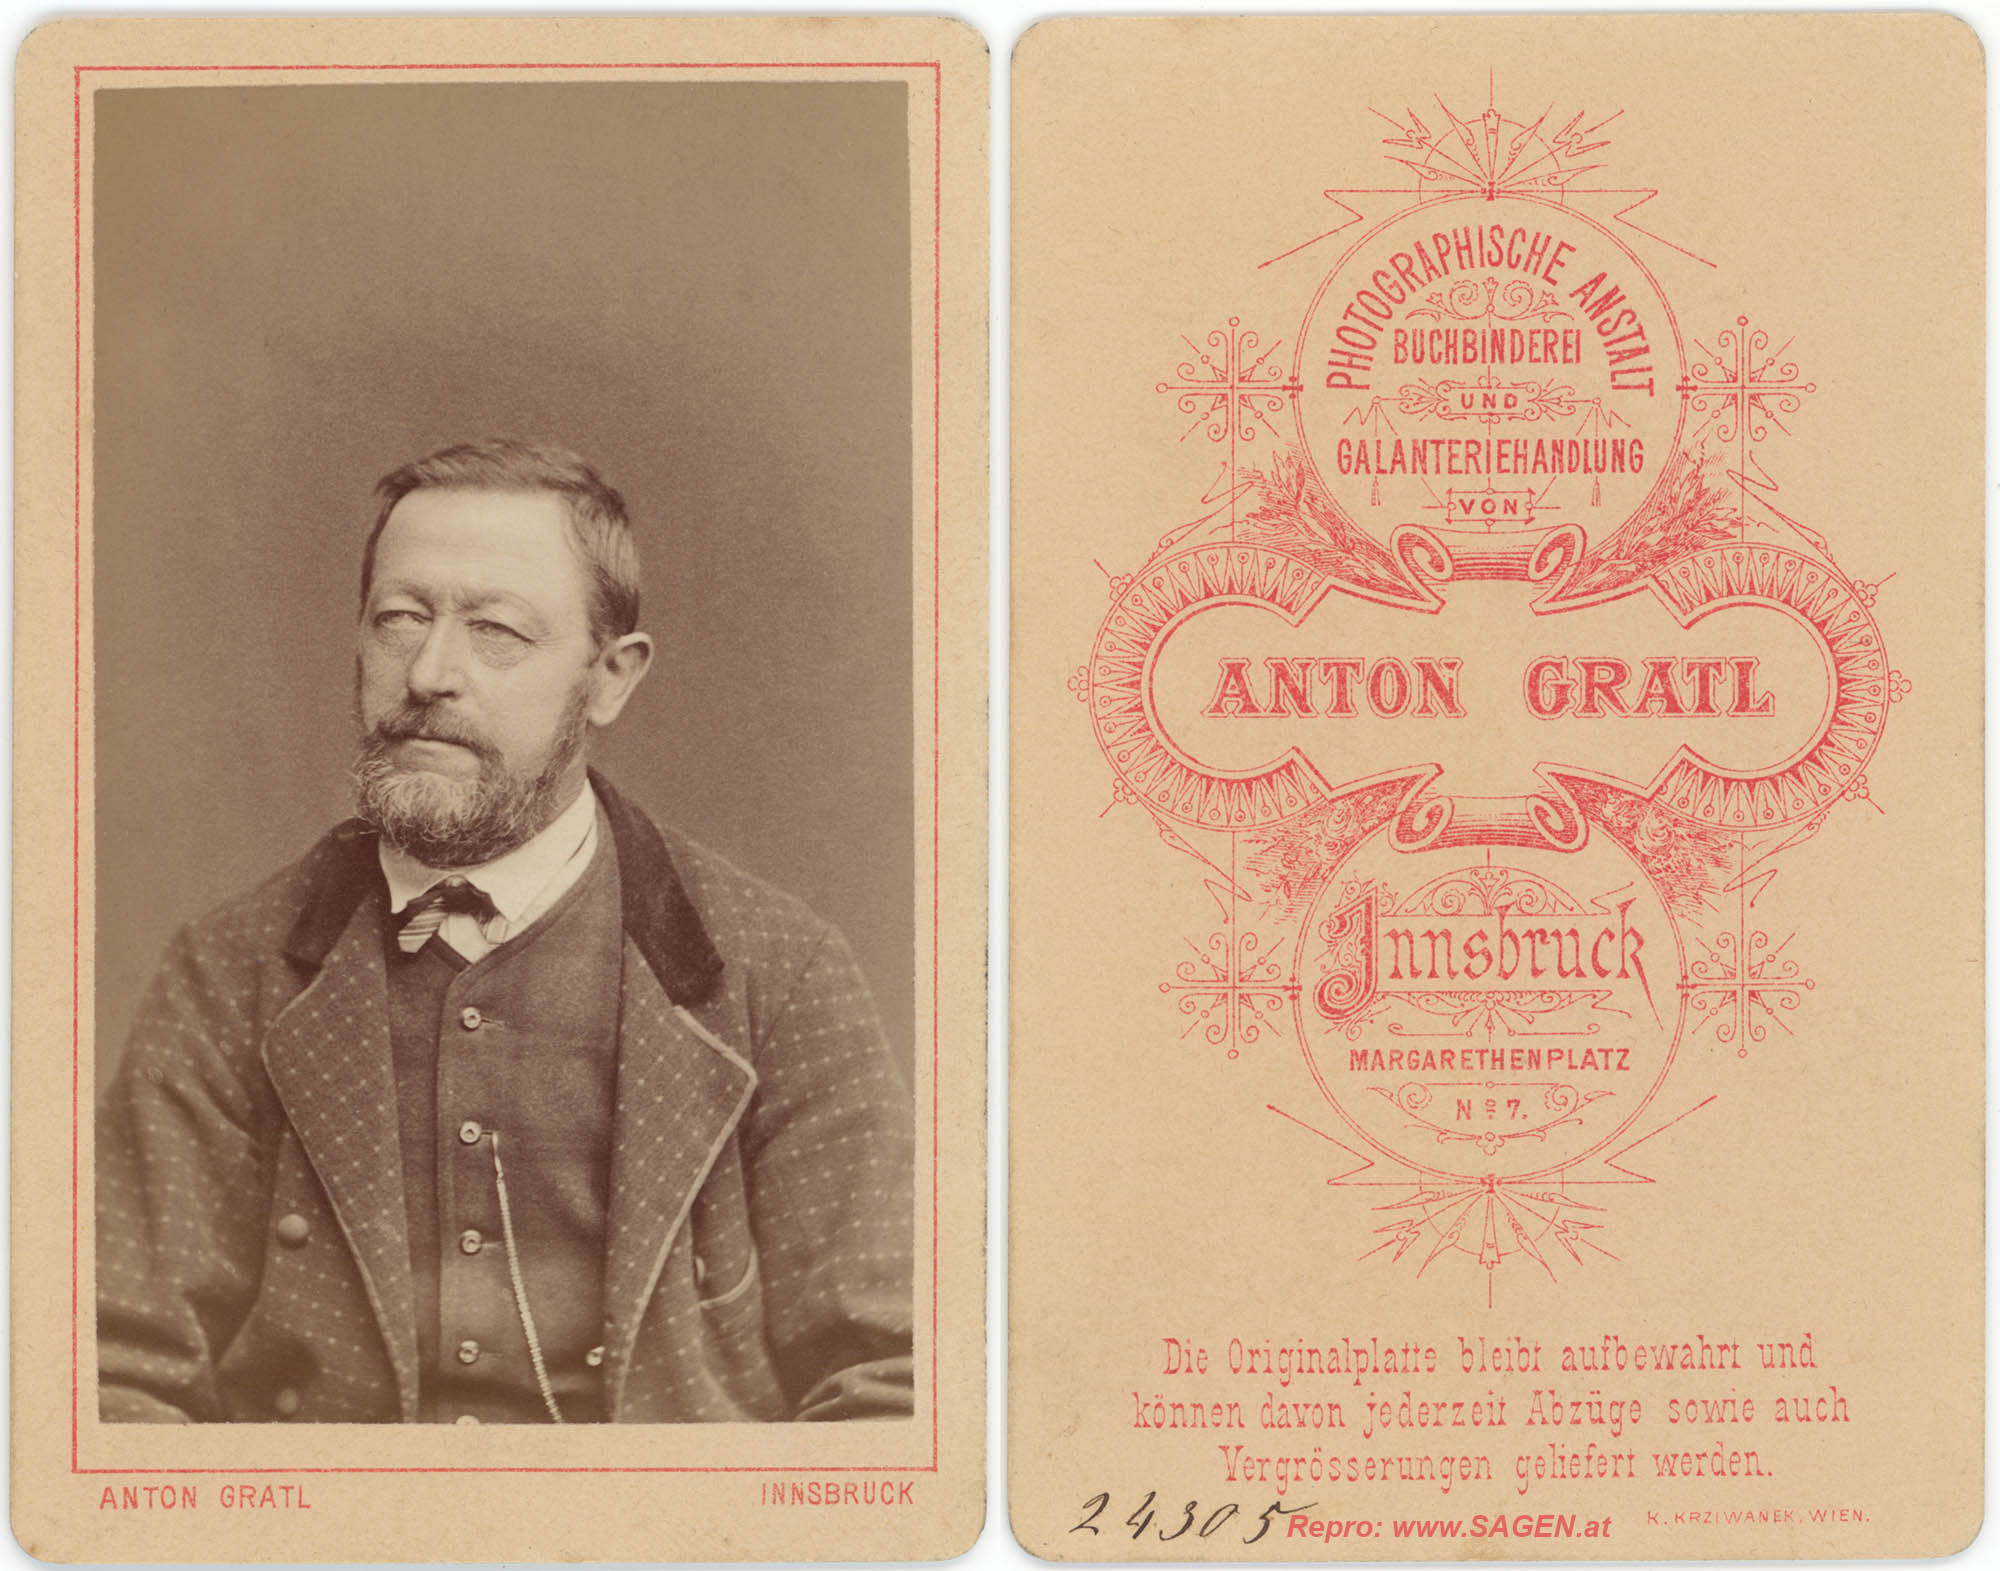 ANTON GRATL
INNSBRUCK
PHOTOGRAPHISCHE ANSTALT
BUCHBINDEREI
UND
GALANTERIEHANDLUNG
VON
ANTON GRATL
Innsbruck
MARGARETHENPLATZ
No 7.
Die Originalplatte bleibt aufbewahrt und
können davon jederzeit Abzüge sowie auch
Vergrösserungen geliefert werden.
24305
Repro: www.SAGEN.at
K. KRZIWANEK, WIEN.